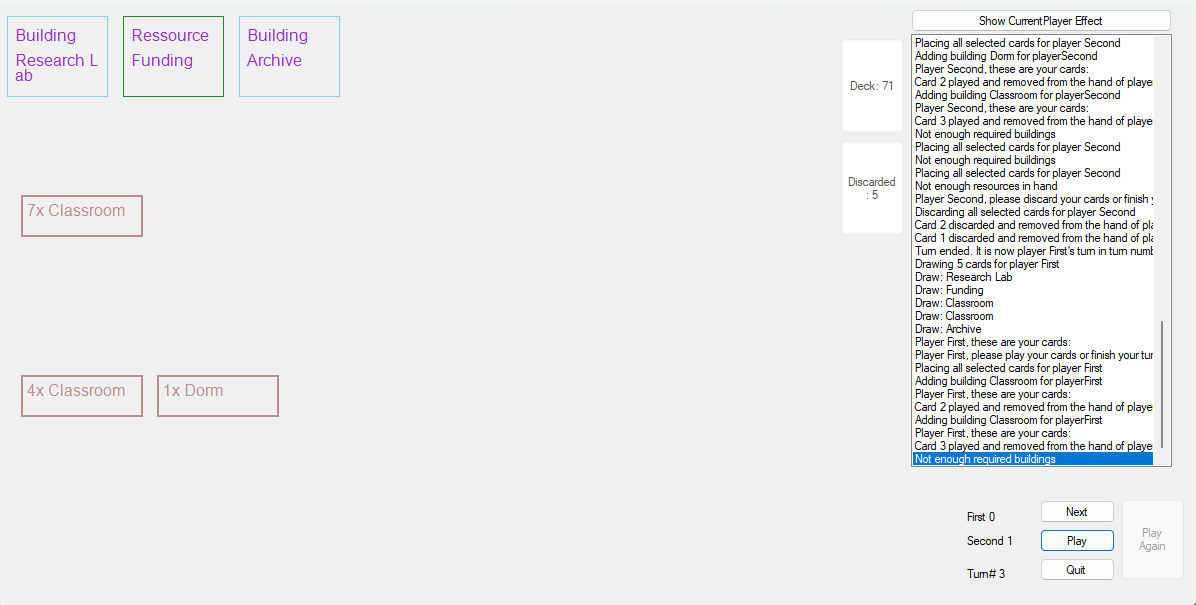 Building
Research L
ab
Ressource
Funding
Building
Archive
7x Classroom
4x Classroom
1x Dorm
Deck: 71
Discarded
: 5
Show CurrentPlayer Effect
Placing all selected cards for player Second
Adding building Dorm for playerSecond
Player Second, these are your cards:
Card 2 played and removed from the hand of playe
Adding building Classroom for playerSecond
Player Second, these are your cards:
Card 3 played and removed from the hand of playe
Not enough required buildings
Placing all selected cards for player Second
Not enough required buildings
Placing all selected cards for player Second
Not enough resources in hand
Player Second, please discard your cards or finish y
Discarding all selected cards for player Second
Card 2 discarded and removed from the hand of pla
Card 1 discarded and removed from the hand of pla
Turn ended. It is now player First's turn in turn numb
Drawing 5 cards for player First
Draw: Research Lab
Draw: Funding
Draw: Classroom
Draw: Classroom
Draw: Archive
Player First, these are your cards:
Player First, please play your cards or finish your tur
Placing all selected cards for player First
Adding building Classroom for playerFirst
Player First, these are your cards:
Card 2 played and removed from the hand of playe
Adding building Classroom for playerFirst
Player First, these are your cards:
Card 3 played and removed from the hand of playe
Not enough required buildings
First 0
Second 1
Turn# 3
Next
Play
Quit
Play
Again